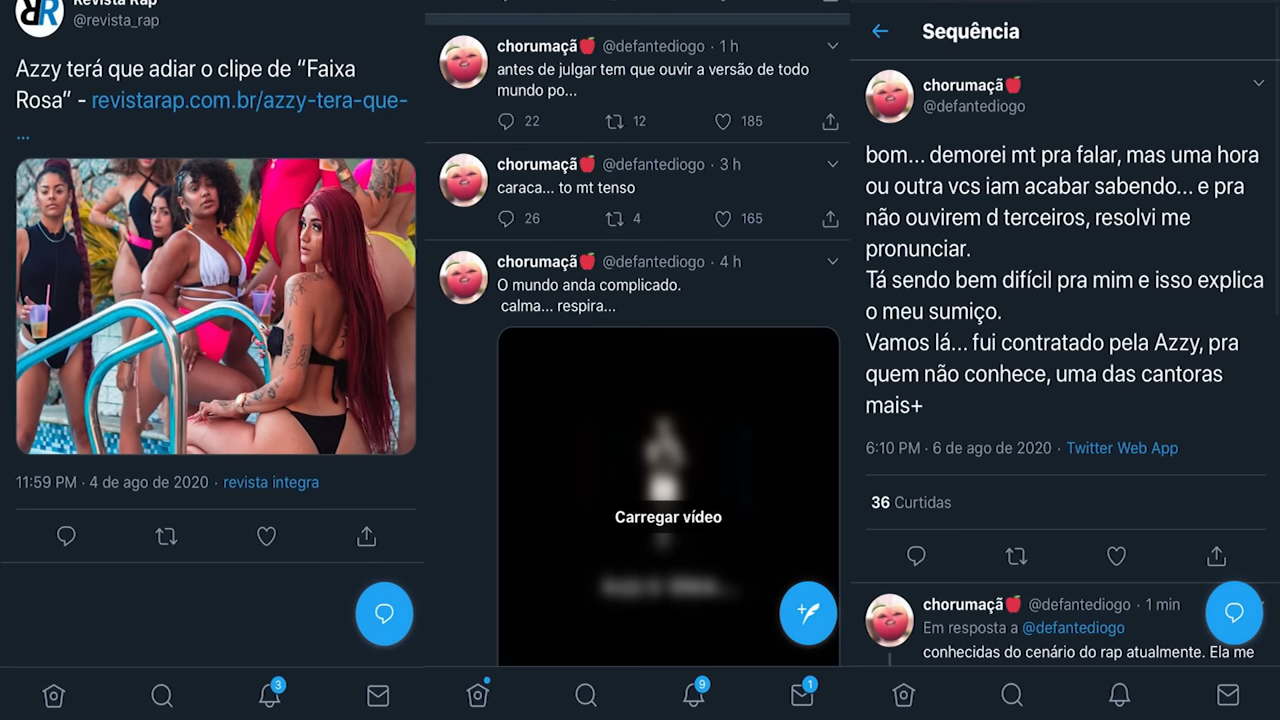 Revista Rap
@revista_rap
Azzy terá que adiar o clipe de “Faixa
Rosa” - revistarap.com.br/azzy-tera-que-
...
11:59 PM · 4 de ago de 2020 · revista integra
3
chorumaçã🍎 @defantediogo · 1 h
antes de julgar tem que ouvir a versão de todo
mundo po...
22 12 185
chorumaçã🍎 @defantediogo · 3 h
caraca... to mt tenso
26 4 165
chorumaçã🍎 @defantediogo · 4 h
O mundo anda complicado.
calma... respira...
Carregar vídeo
9 1
Sequência
chorumaçã🍎
@defantediogo
bom... demorei mt pra falar, mas uma hora
ou outra vcs iam acabar sabendo... e pra
não ouvirem d terceiros, resolvi me
pronunciar.
Tá sendo bem difícil pra mim e isso explica
o meu sumiço.
Vamos lá... fui contratado pela Azzy, pra
quem não conhece, uma das cantoras
mais+
6:10 PM · 6 de ago de 2020 · Twitter Web App
36 Curtidas
chorumaçã🍎 @defantediogo · 1 min
Em resposta a @defantediogo
conhecidas do cenário do rap atualmente. Ela me